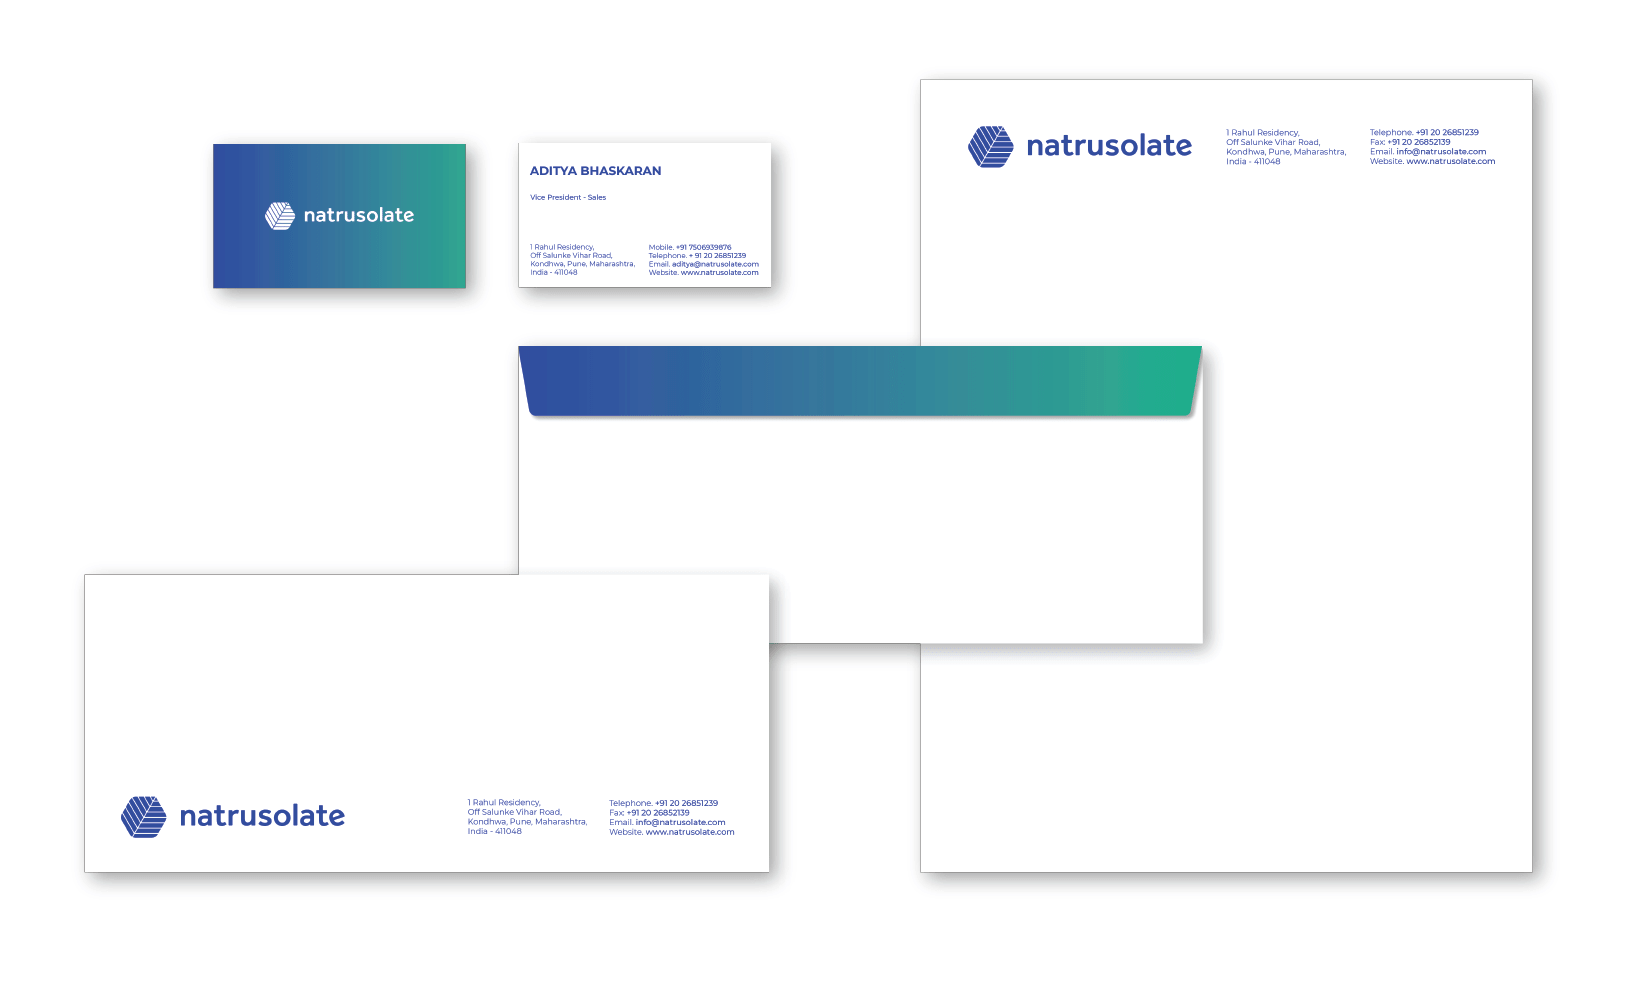 natrusolate
ADITYA BHASKARAN
Vice President - Sales
1 Rahul Residency,
Off Salunke Vihar Road,
Kondhwa, Pune, Maharashtra,
India - 411048
Mobile. +91 7506939876
Telephone. + 91 20 26851239
Email. aditya@natrusolate.com
Website. www.natrusolate.com
natrusolate
1 Rahul Residency,
Off Salunke Vihar Road,
Kondhwa, Pune, Maharashtra,
India - 411048
Telephone. +91 20 26851239
Fax: +91 20 26852139
Email. info@natrusolate.com
Website. www.natrusolate.com
natrusolate
1 Rahul Residency,
Off Salunke Vihar Road,
Kondhwa, Pune, Maharashtra,
India - 411048
Telephone. +91 20 26851239
Fax: +91 20 26852139
Email. info@natrusolate.com
Website. www.natrusolate.com